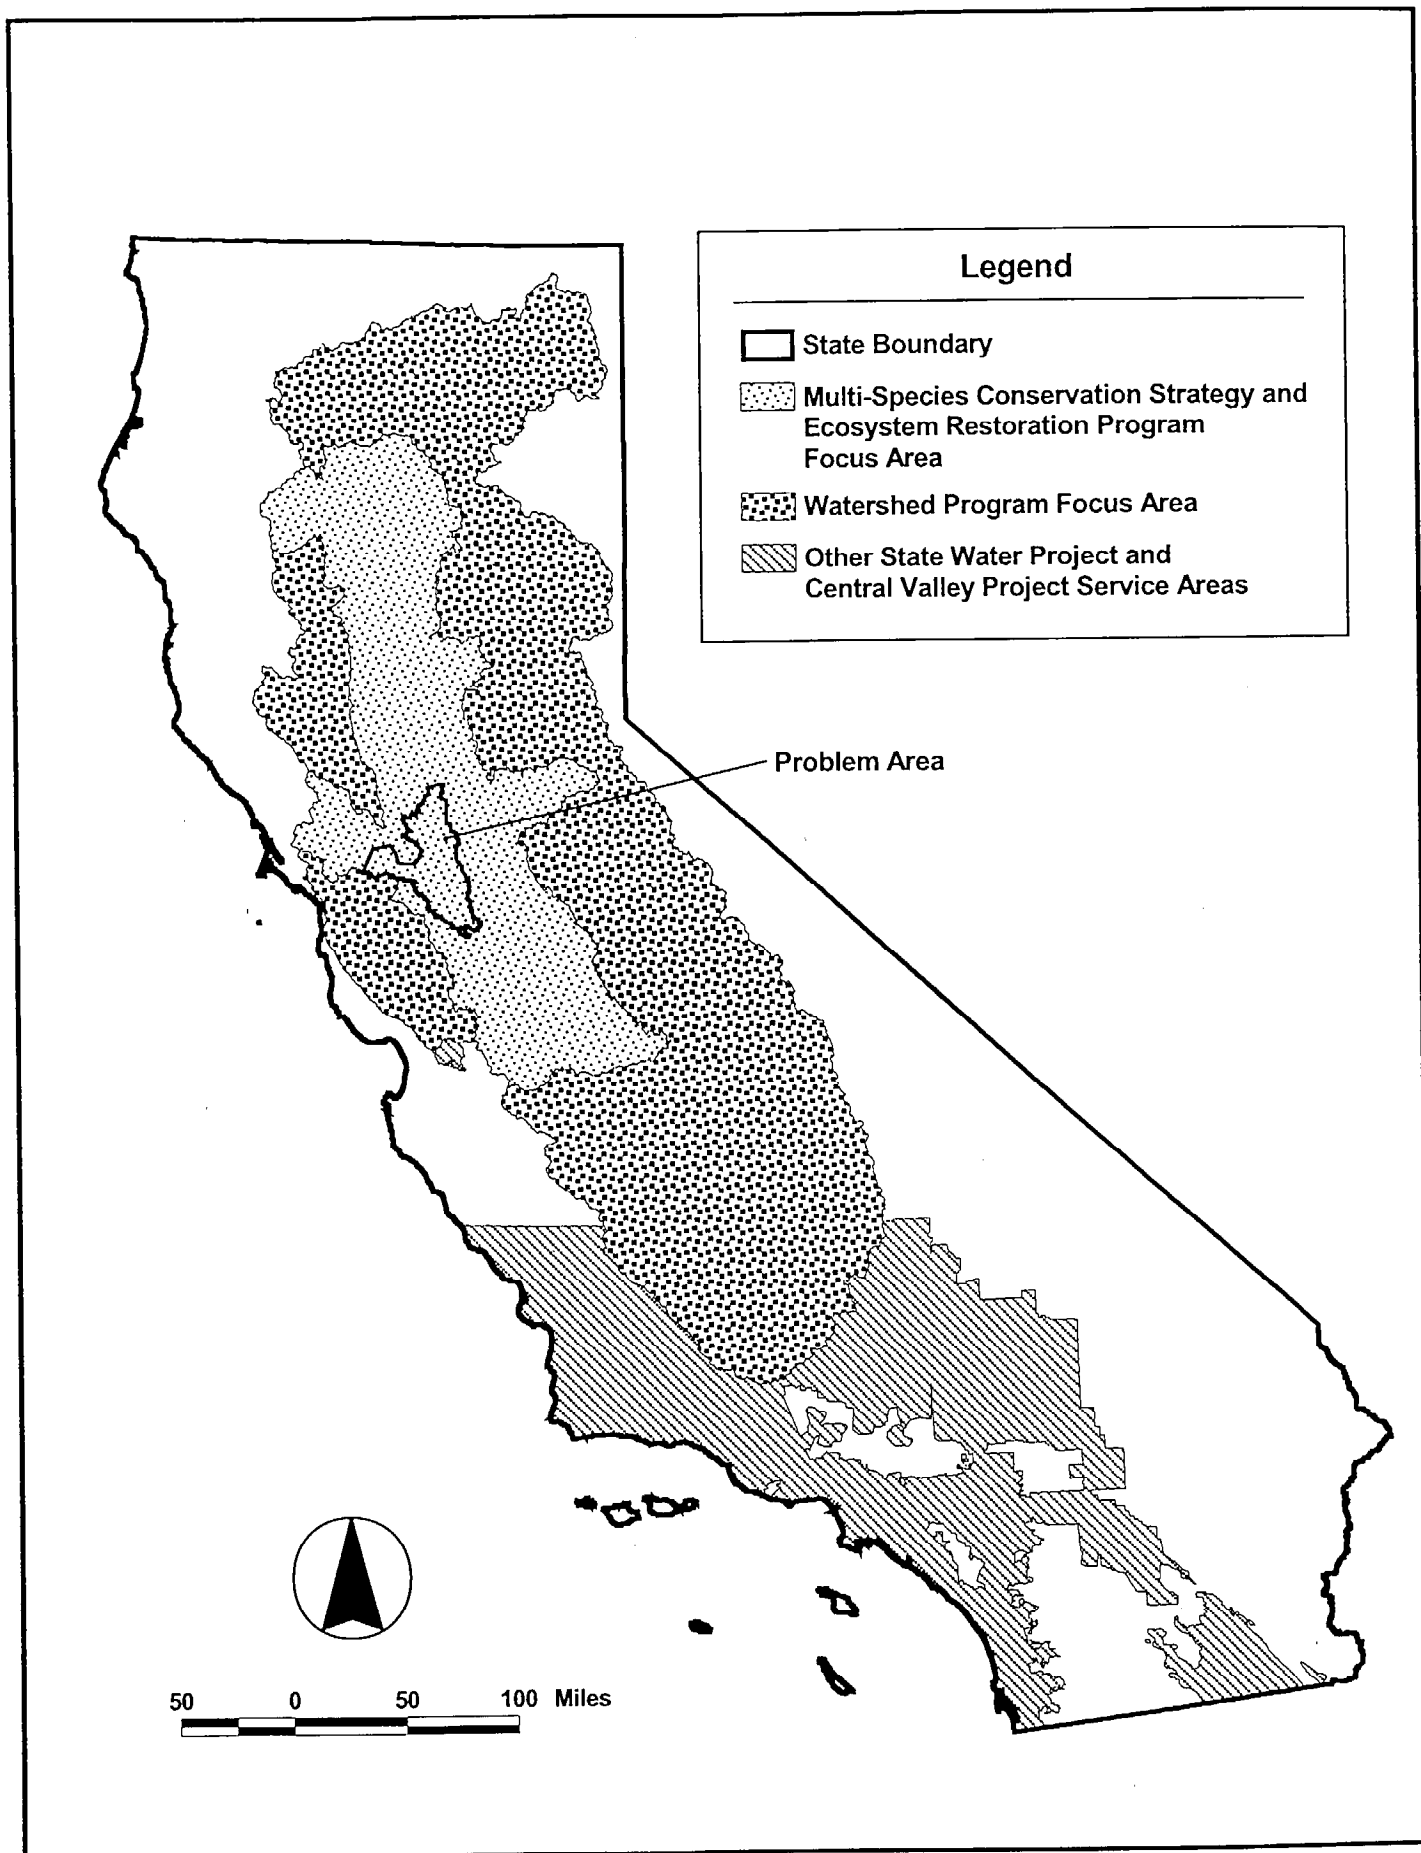 Legend
State Boundary
Multi-Species Conservation Strategy and
Ecosystem Restoration Program
Focus Area
Watershed Program Focus Area
Other State Water Project and
Central Valley Project Service Areas
Problem Area
50 0 50 100 Miles